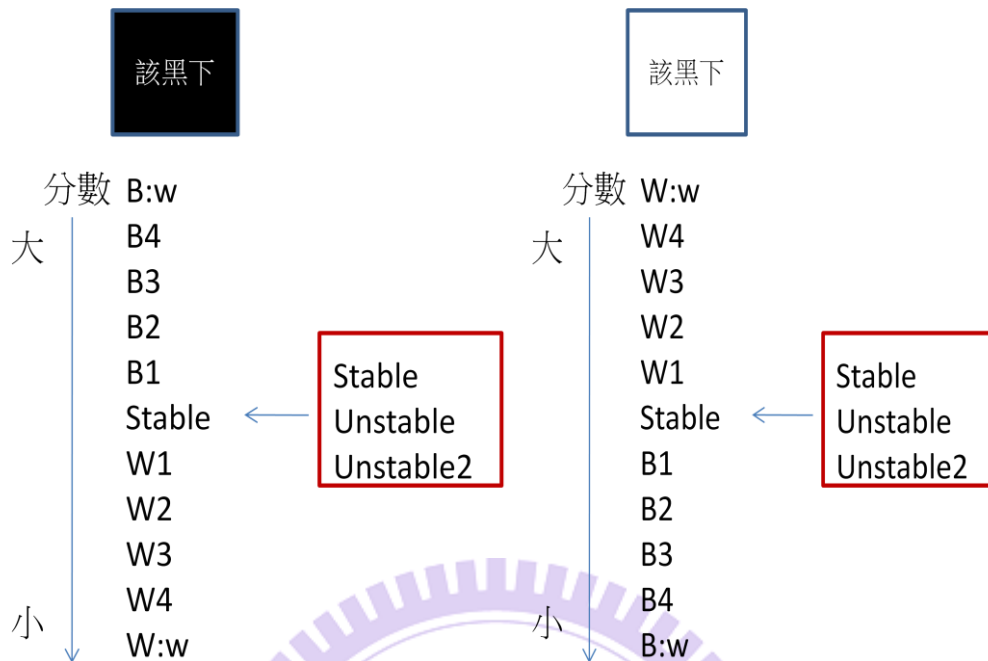 該黑下
分數 B:w
大
B4
B3
B2
B1
Stable
W1
W2
W3
W4
小
W:w
Stable
Unstable
Unstable2
該黑下
分數 W:w
大
W4
W3
W2
W1
Stable
B1
B2
B3
B4
小
B:w
Stable
Unstable
Unstable2